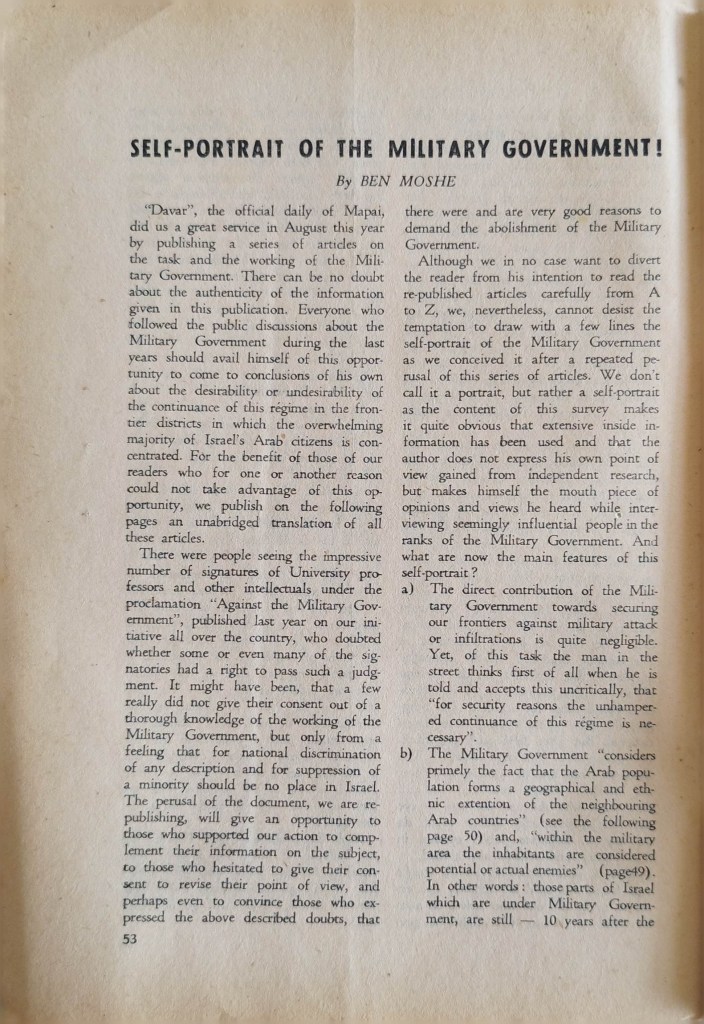 SELF-PORTRAIT OF THE MILITARY GOVERNMENT!
By BEN MOSHE
"Davar", the official daily of Mapai,
did us a great service in August this year
by publishing a series of articles on
the task and the working of the Mili-
tary Government. There can be no doubt
about the authenticity of the information
given in this publication. Everyone who
followed the public discussions about the
Military Government during the last
years should avail himself of this oppor-
tunity to come to conclusions of his own
about the desirability or undesirability of
the continuance of this régime in the fron-
tier districts in which the overwhelming
majority of Israel's Arab citizens is con-
centrated. For the benefit of those of our
readers who for one or another reason
could not take advantage of this op-
portunity, we publish on the following
pages an unabridged translation of all
these articles.
There were people seeing the impressive
number of signatures of University pro-
fessors and other intellectuals under the
proclamation "Against the Military Gov-
ernment", published last year on our ini-
tiative all over the country, who doubted
whether some or even many of the sig-
natories had a right to pass such a judg-
ment. It might have been, that a few
really did not give their consent out of a
thorough knowledge of the working of the
Military Government, but only from a
feeling that for national discrimination
of any description and for suppression of
a minority should be no place in Israel.
The perusal of the document, we are re-
publishing, will give an opportunity to
those who supported our action to comp-
lement their information on the subject,
to those who hesitated to give their con-
sent to revise their point of view, and
perhaps even to convince those who ex-
pressed the above described doubts, that
there were and are very good reasons to
demand the abolishment of the Military
Government.
Although we in no case want to divert
the reader from his intention to read the
re-published articles carefully from A
to Z, we, nevertheless, cannot desist the
temptation to draw with a few lines the
self-portrait of the Military Government
as we conceived it after a repeated pe-
rusal of this series of articles. We don't
call it a portrait, but rather a self-portrait
as the content of this survey makes
it quite obvious that extensive inside in-
formation has been used and that the
author does not express his own point of
view gained from independent research,
but makes himself the mouth piece of
opinions and views he heard while inter-
viewing seemingly influential people in the
ranks of the Military Government. And
what are now the main features of this
self-portrait?
a) The direct contribution of the Mili-
tary Government towards securing
our frontiers against military attack
or infiltrations is quite negligible.
Yet, of this task the man in the
street thinks first of all when he is
told and accepts this uncritically, that
"for security reasons the unhamper-
ed continuance of this régime is ne-
cessary".
b) The Military Government "considers
primely the fact that the Arab popu-
lation forms a geographical and eth-
nic extention of the neighbouring
Arab countries" (see the following
page 50) and, "within the military
area the inhabitants are considered
potential or actual enemies" (page49).
In other words: those parts of Israel
which are under Military Govern-
ment, are still — 10 years after the
53